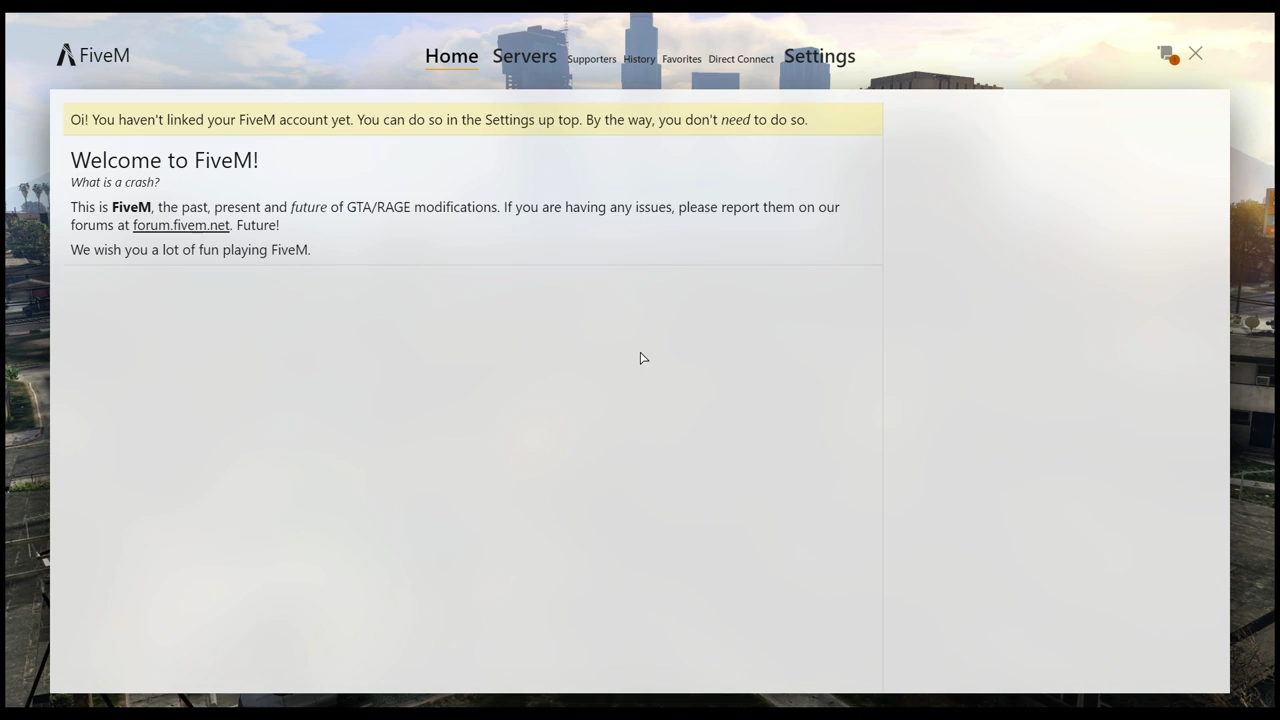 FiveM
Home Servers Supporters History Favorites Direct Connect Settings
Oi! You haven't linked your FiveM account yet. You can do so in the Settings up top. By the way, you don't need to do so.
Welcome to FiveM!
What is a crash?
This is FiveM, the past, present and future of GTA/RAGE modifications. If you are having any issues, please report them on our
forums at forum.fivem.net. Future!
We wish you a lot of fun playing FiveM.